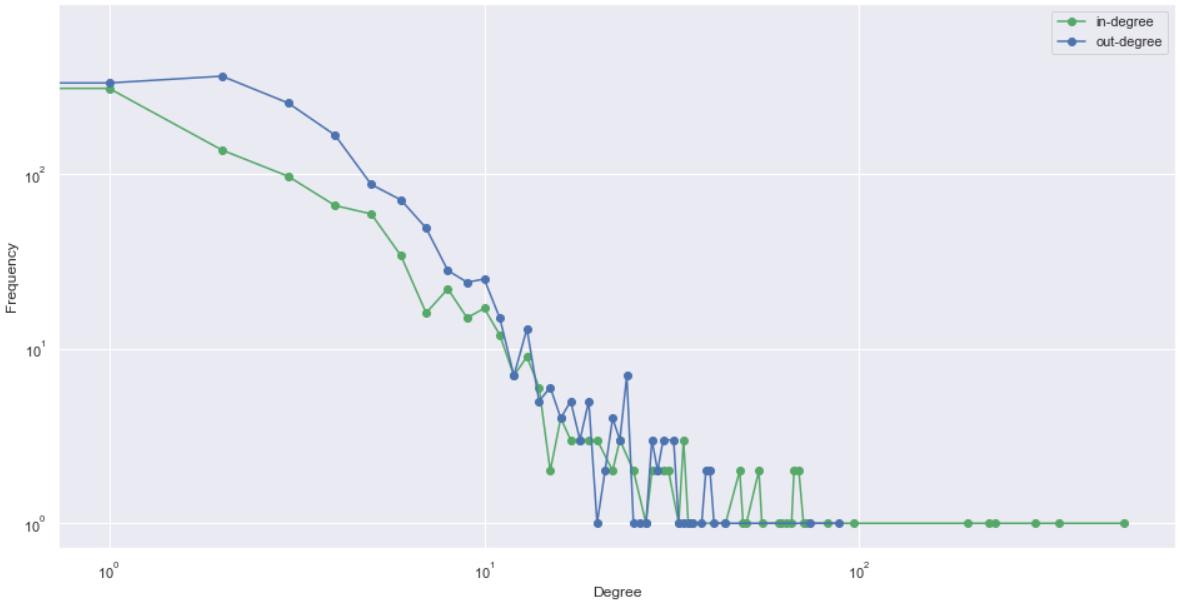 in-degree
out-degree
Frequency
10²
10¹
10⁰
10⁰ 10¹ 10²
Degree